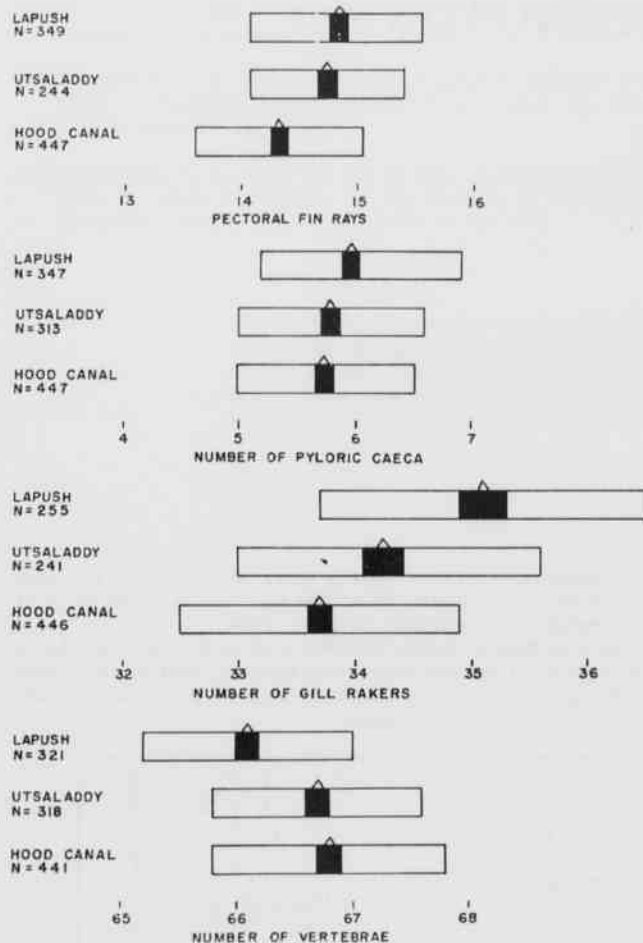 LAPUSH
N=349
UTSALADDY
N=244
HOOD CANAL
N=447
13 14 15 16
PECTORAL FIN RAYS
LAPUSH
N=347
UTSALADDY
N=313
HOOD CANAL
N=447
4 5 6 7
NUMBER OF PYLORIC CAECA
LAPUSH
N=255
UTSALADDY
N=241
HOOD CANAL
N=446
32 33 34 35 36
NUMBER OF GILL RAKERS
LAPUSH
N=321
UTSALADDY
N=318
HOOD CANAL
N=441
65 66 67 68
NUMBER OF VERTEBRAE